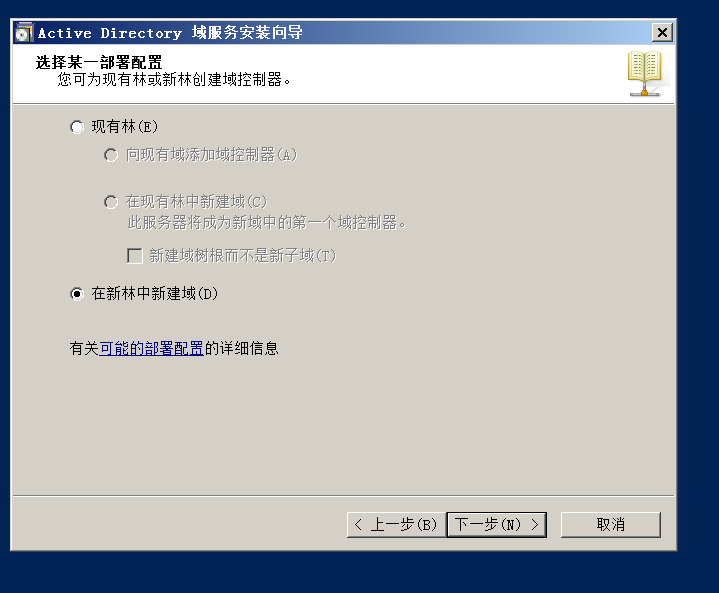 Active Directory 域服务安装向导
选择某一部署配置
您可为现有林或新林创建域控制器。
现有林(E)
向现有域添加域控制器(A)
在现有林中新建域(C)
此服务器将成为新域中的第一个域控制器。
新建域树根而不是新子域(T)
在新林中新建域(D)
有关可能的部署配置的详细信息
< 上一步(B) 下一步(N) > 取消